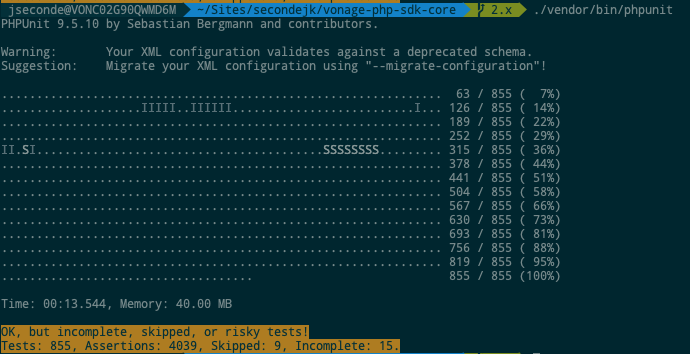 jseconde@VONC02G90QWMD6M ~/Sites/secondejk/vonage-php-sdk-core 2.x ./vendor/bin/phpunit
PHPUnit 9.5.10 by Sebastian Bergmann and contributors.
Warning: Your XML configuration validates against a deprecated schema.
Suggestion: Migrate your XML configuration using "--migrate-configuration"!
............................................................... 63 / 855 ( 7%)
....................IIIII..IIIIII..........................I... 126 / 855 ( 14%)
............................................................... 189 / 855 ( 22%)
............................................................... 252 / 855 ( 29%)
II.SI.........................................SSSSSSSS......... 315 / 855 ( 36%)
............................................................... 378 / 855 ( 44%)
............................................................... 441 / 855 ( 51%)
............................................................... 504 / 855 ( 58%)
............................................................... 567 / 855 ( 66%)
............................................................... 630 / 855 ( 73%)
............................................................... 693 / 855 ( 81%)
............................................................... 756 / 855 ( 88%)
............................................................... 819 / 855 ( 95%)
.................................... 855 / 855 (100%)
Time: 00:13.544, Memory: 40.00 MB
OK, but incomplete, skipped, or risky tests!
Tests: 855, Assertions: 4039, Skipped: 9, Incomplete: 15.